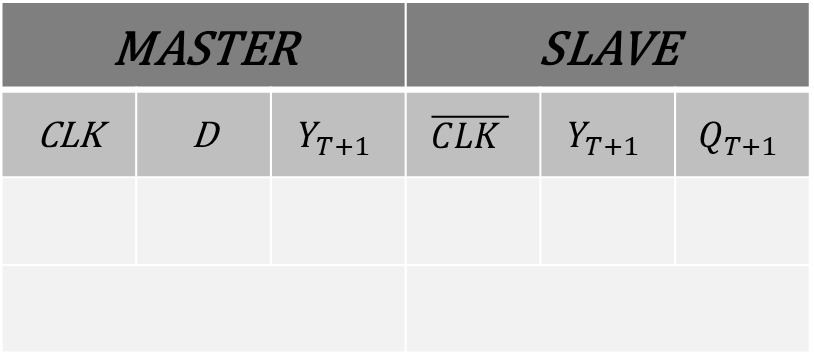 MASTER SLAVE
CLK D Y_{T+1} \overline{CLK} Y_{T+1} Q_{T+1}